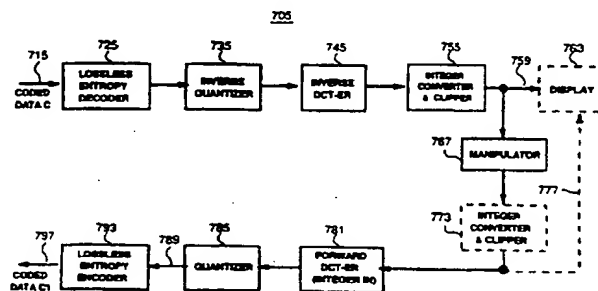 705
715
CODED
DATA C
725
LOSSLESS
ENTROPY
DECODER
735
INVERSE
QUANTIZER
745
INVERSE
DCT-ER
755
INTEGER
CONVERTER
& CLIPPER
759
763
DISPLAY
767
MANIPULATOR
777
773
INTEGER
CONVERTER
& CLIPPER
797
CODED
DATA C1
793
LOSSLESS
ENTROPY
ENCODER
789
785
QUANTIZER
781
FORWARD
DCT-ER
(INTEGER IN)